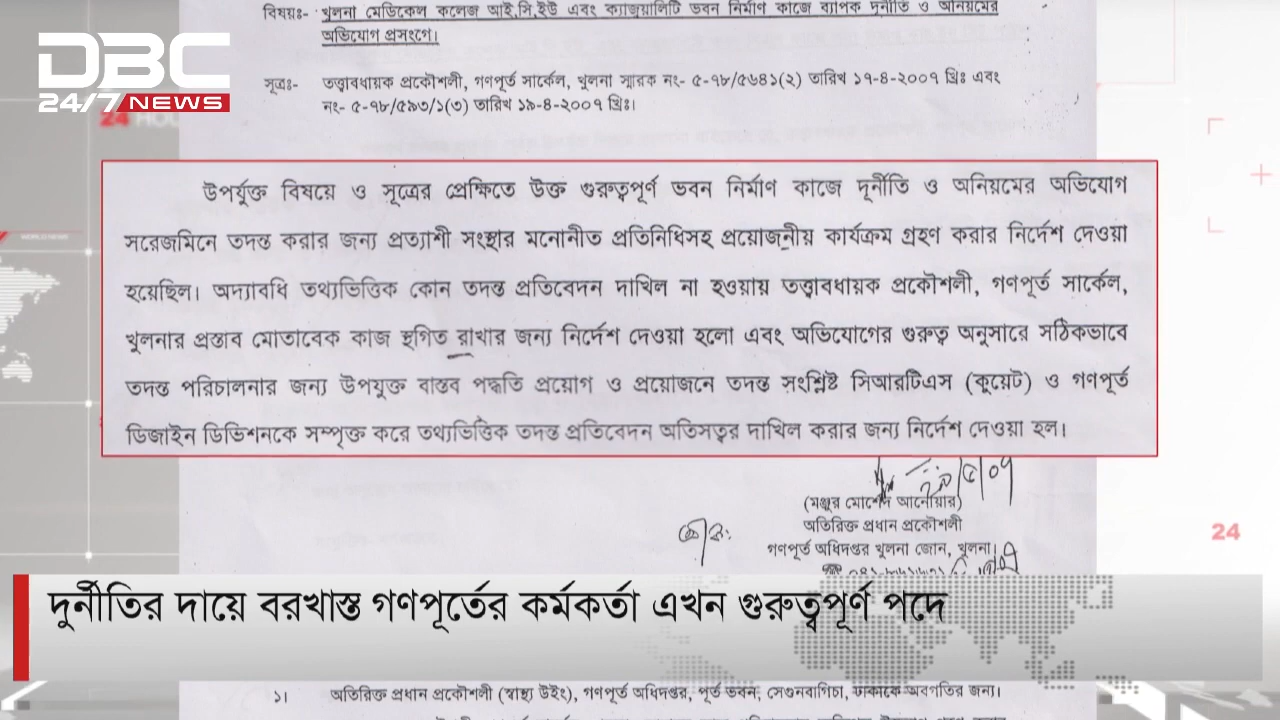 বিষয়ঃ- খুলনা মেডিকেল কলেজ আই,সি,ইউ এবং ক্যাজুয়ালিটি ভবন নির্মাণ কাজে ব্যাপক দূর্নীতি ও অনিয়মের
অভিযোগ প্রসংগে।
DBC
24/7 NEWS
সূত্রঃ- তত্ত্বাবধায়ক প্রকৌশলী, গণপূর্ত সার্কেল, খুলনা স্মারক নং- ৫-৭৮/৫৬৪১(২) তারিখ ১৭-৪-২০০৭ খ্রিঃ এবং
নং- ৫-৭৮/৫৯৩/১(৩) তারিখ ১৯-৪-২০০৭ খ্রিঃ।
24 HOU
উপর্যুক্ত বিষয়ে ও সূত্রের প্রেক্ষিতে উক্ত গুরুত্বপূর্ণ ভবন নির্মাণ কাজে দূর্নীতি ও অনিয়মের অভিযোগ
সরেজমিনে তদন্ত করার জন্য প্রত্যাশী সংস্থার মনোনীত প্রতিনিধিসহ প্রয়োজনীয় কার্যক্রম গ্রহণ করার নির্দেশ দেওয়া
হয়েছিল। অদ্যাবধি তথ্যভিত্তিক কোন তদন্ত প্রতিবেদন দাখিল না হওয়ায় তত্ত্বাবধায়ক প্রকৌশলী, গণপূর্ত সার্কেল,
খুলনার প্রস্তাব মোতাবেক কাজ স্থগিত রাখার জন্য নির্দেশ দেওয়া হলো এবং অভিযোগের গুরুত্ব অনুসারে সঠিকভাবে
তদন্ত পরিচালনার জন্য উপযুক্ত বাস্তব পদ্ধতি প্রয়োগ ও প্রয়োজনে তদন্ত সংশ্লিষ্ট সিআরটিএস (কুয়েট) ও গণপূর্ত
ডিজাইন ডিভিশনকে সম্পৃক্ত করে তথ্যভিত্তিক তদন্ত প্রতিবেদন অতিসত্বর দাখিল করার জন্য নির্দেশ দেওয়া হল।
(মঞ্জুর মোর্শেদ আনোয়ার)
অতিরিক্ত প্রধান প্রকৌশলী
গণপূর্ত অধিদপ্তর খুলনা জোন, খুলনা।
24
দুর্নীতির দায়ে বরখাস্ত গণপূর্তের কর্মকর্তা এখন গুরুত্বপূর্ণ পদে
১। অতিরিক্ত প্রধান প্রকৌশলী (স্বাস্থ্য উইং), গণপূর্ত অধিদপ্তর, পূর্ত ভবন, সেগুনবাগিচা, ঢাকাকে অবগতির জন্য।